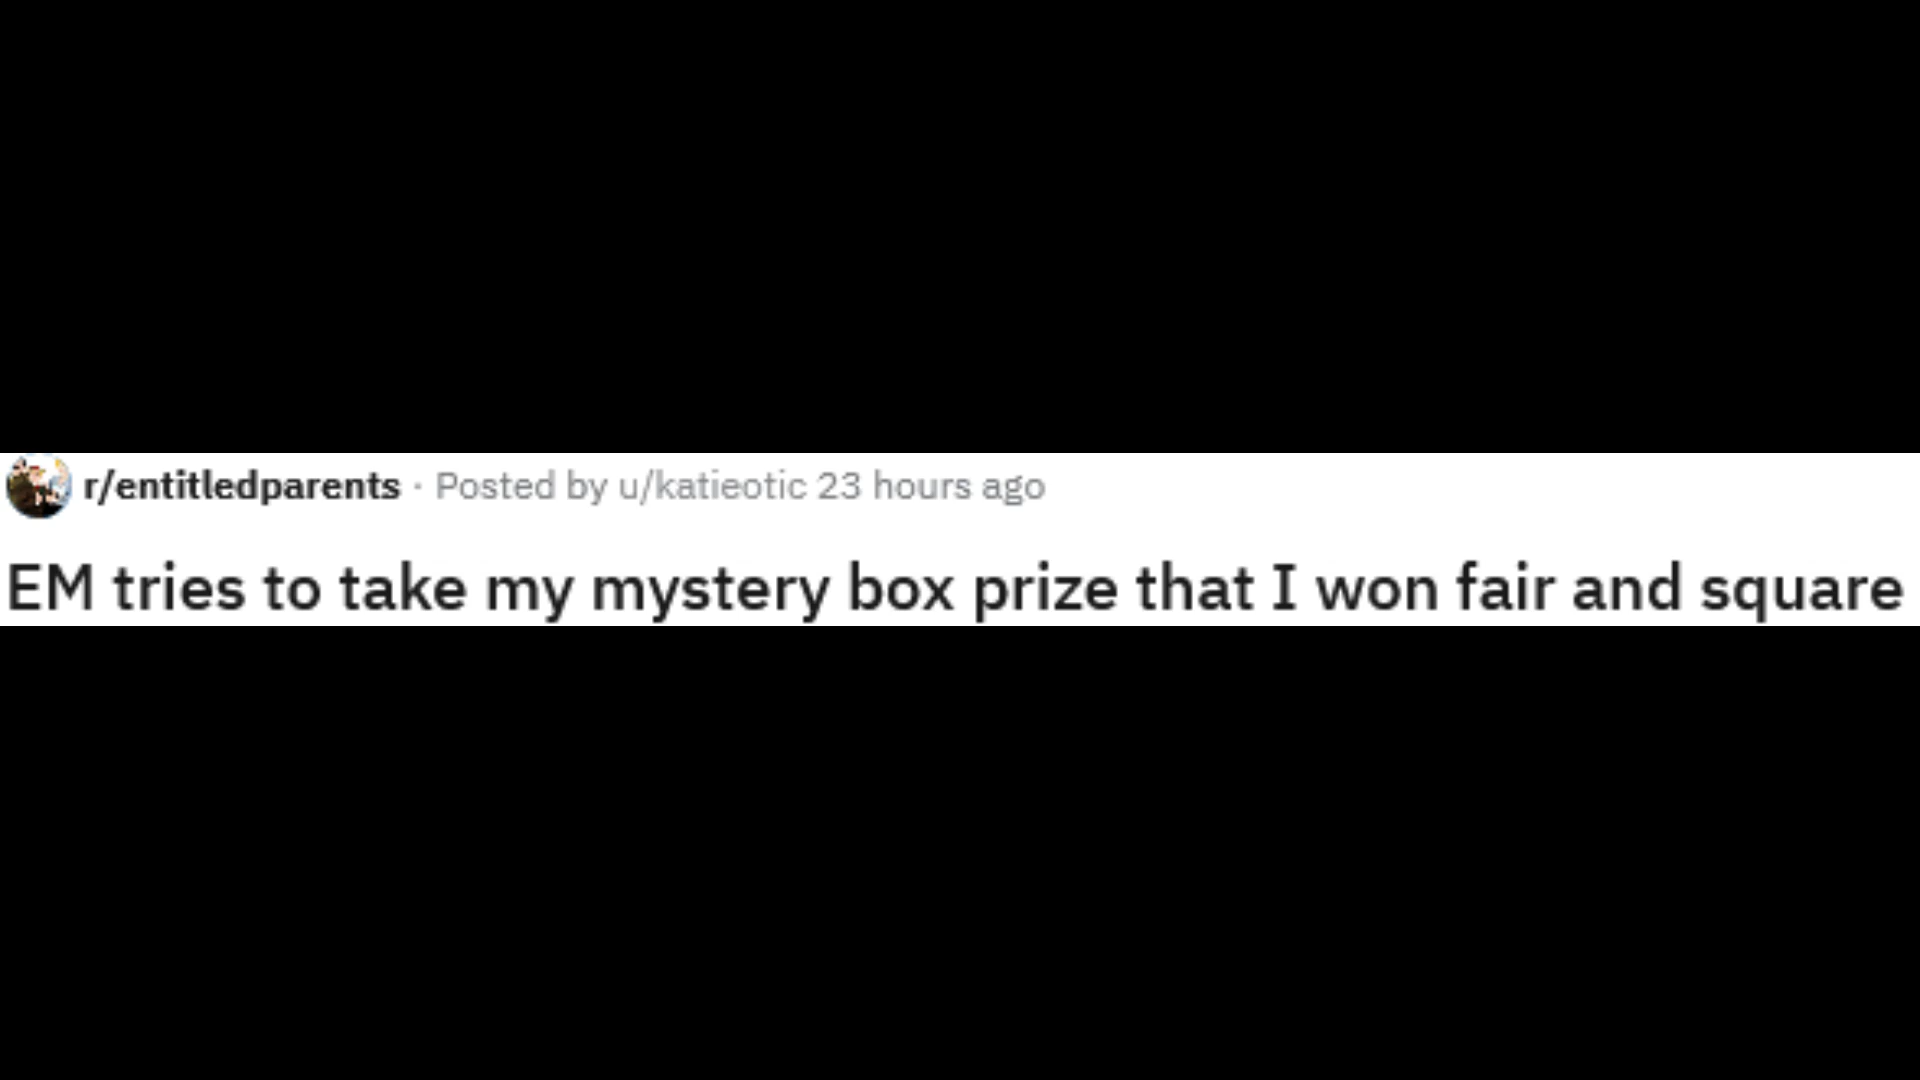 r/entitledparents · Posted by u/katieotic 23 hours ago
EM tries to take my mystery box prize that I won fair and square